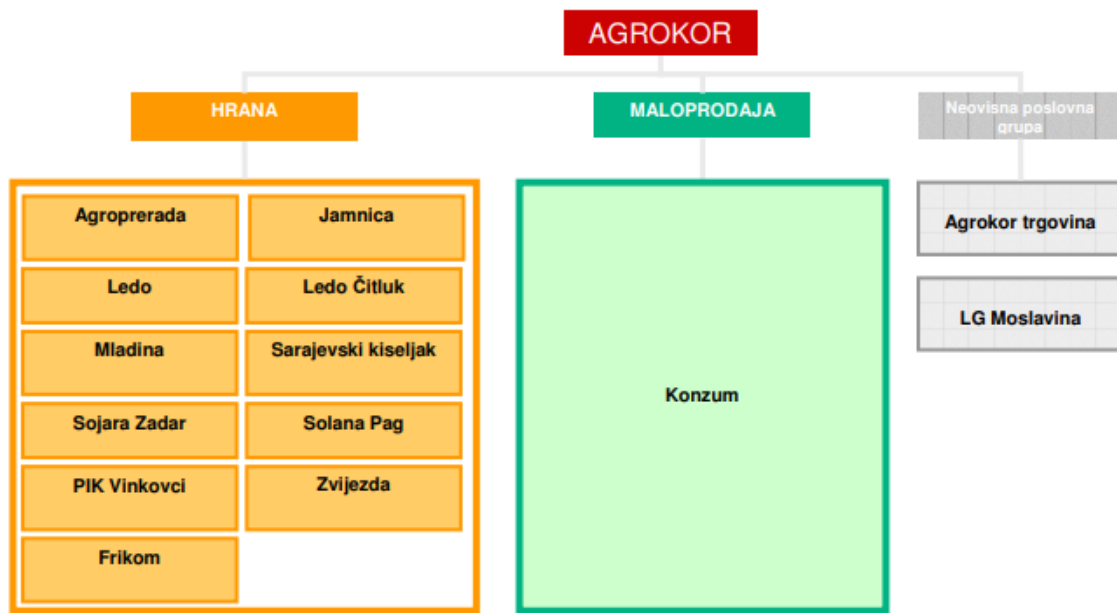 AGROKOR
HRANA
MALOPRODAJA
Neovisna poslovna
grupa
Agroprerada
Jamnica
Ledo
Ledo Čitluk
Mladina
Sarajevski kiseljak
Sojara Zadar
Solana Pag
PIK Vinkovci
Zvijezda
Frikom
Konzum
Agrokor trgovina
LG Moslavina